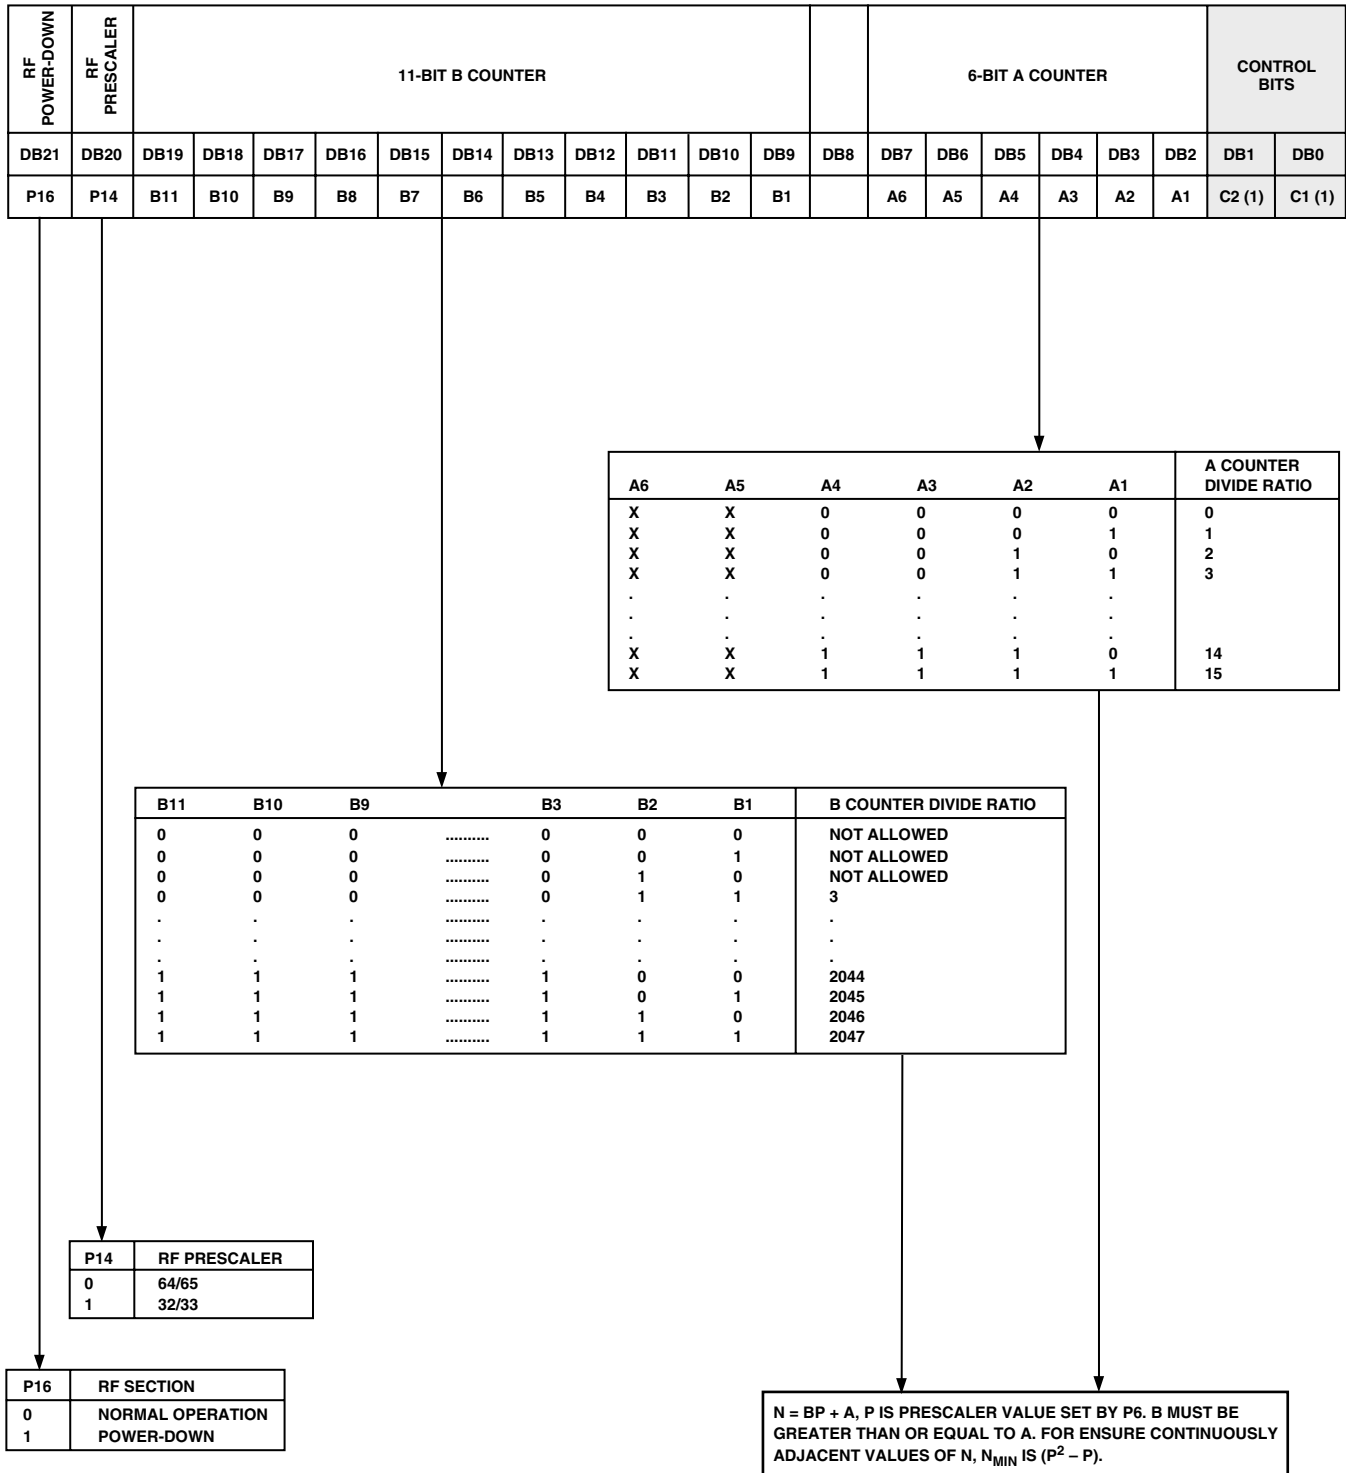 RF
POWER-DOWN
RF
PRESCALER
11-BIT B COUNTER
6-BIT A COUNTER
CONTROL
BITS
DB21 DB20 DB19 DB18 DB17 DB16 DB15 DB14 DB13 DB12 DB11 DB10 DB9 DB8 DB7 DB6 DB5 DB4 DB3 DB2 DB1 DB0
P16 P14 B11 B10 B9 B8 B7 B6 B5 B4 B3 B2 B1 A6 A5 A4 A3 A2 A1 C2 (1) C1 (1)
A6 A5 A4 A3 A2 A1 A COUNTER
DIVIDE RATIO
X X 0 0 0 0 0
X X 0 0 0 1 1
X X 0 0 1 0 2
X X 0 0 1 1 3
. . . . . .
. . . . . .
. . . . . .
X X 1 1 1 0 14
X X 1 1 1 1 15
B11 B10 B9 B3 B2 B1 B COUNTER DIVIDE RATIO
0 0 0 .......... 0 0 0 NOT ALLOWED
0 0 0 .......... 0 0 1 NOT ALLOWED
0 0 0 .......... 0 1 0 NOT ALLOWED
0 0 0 .......... 0 1 1 3
. . . .......... . . . .
. . . .......... . . . .
. . . .......... . . . .
1 1 1 .......... 1 0 0 2044
1 1 1 .......... 1 0 1 2045
1 1 1 .......... 1 1 0 2046
1 1 1 .......... 1 1 1 2047
P14 RF PRESCALER
0 64/65
1 32/33
P16 RF SECTION
0 NORMAL OPERATION
1 POWER-DOWN
N = BP + A, P IS PRESCALER VALUE SET BY P6. B MUST BE
GREATER THAN OR EQUAL TO A. FOR ENSURE CONTINUOUSLY
ADJACENT VALUES OF N, N_MIN IS (P² – P).